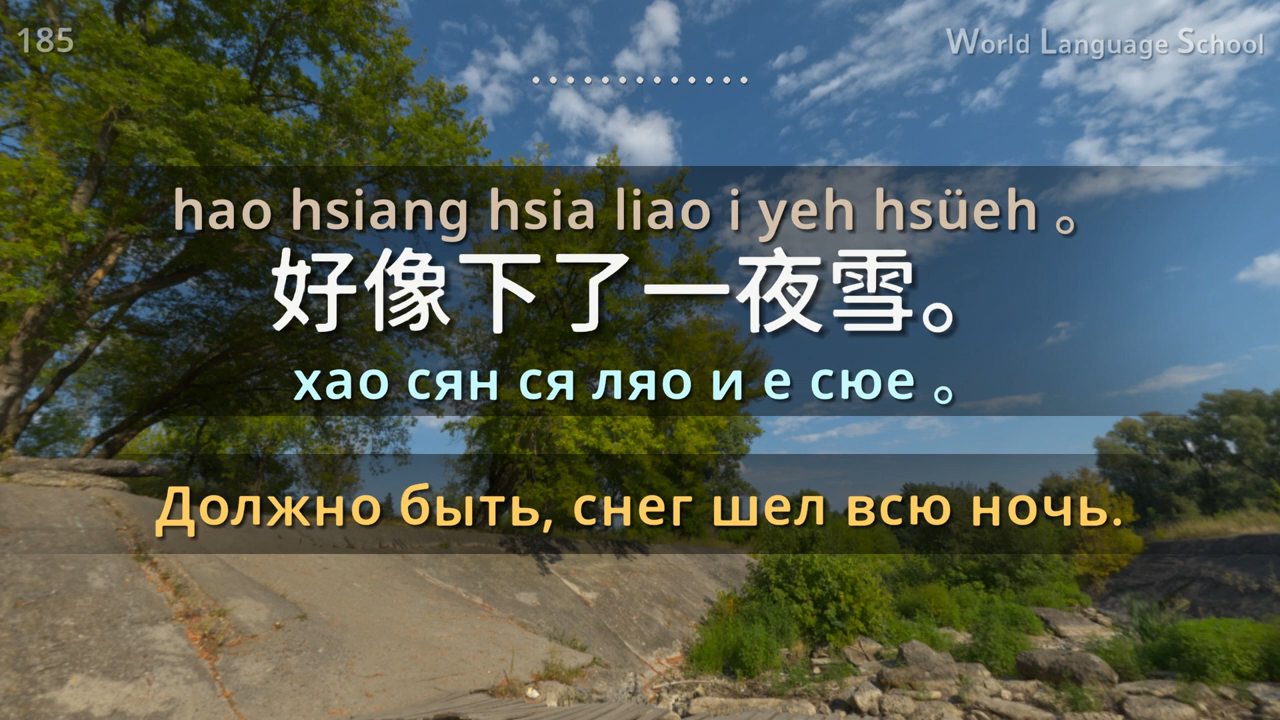 185
World Language School
hao hsiang hsia liao i yeh hsüeh 。
好像下了一夜雪。
хао сян ся ляо и е сюе 。
Должно быть, снег шел всю ночь.